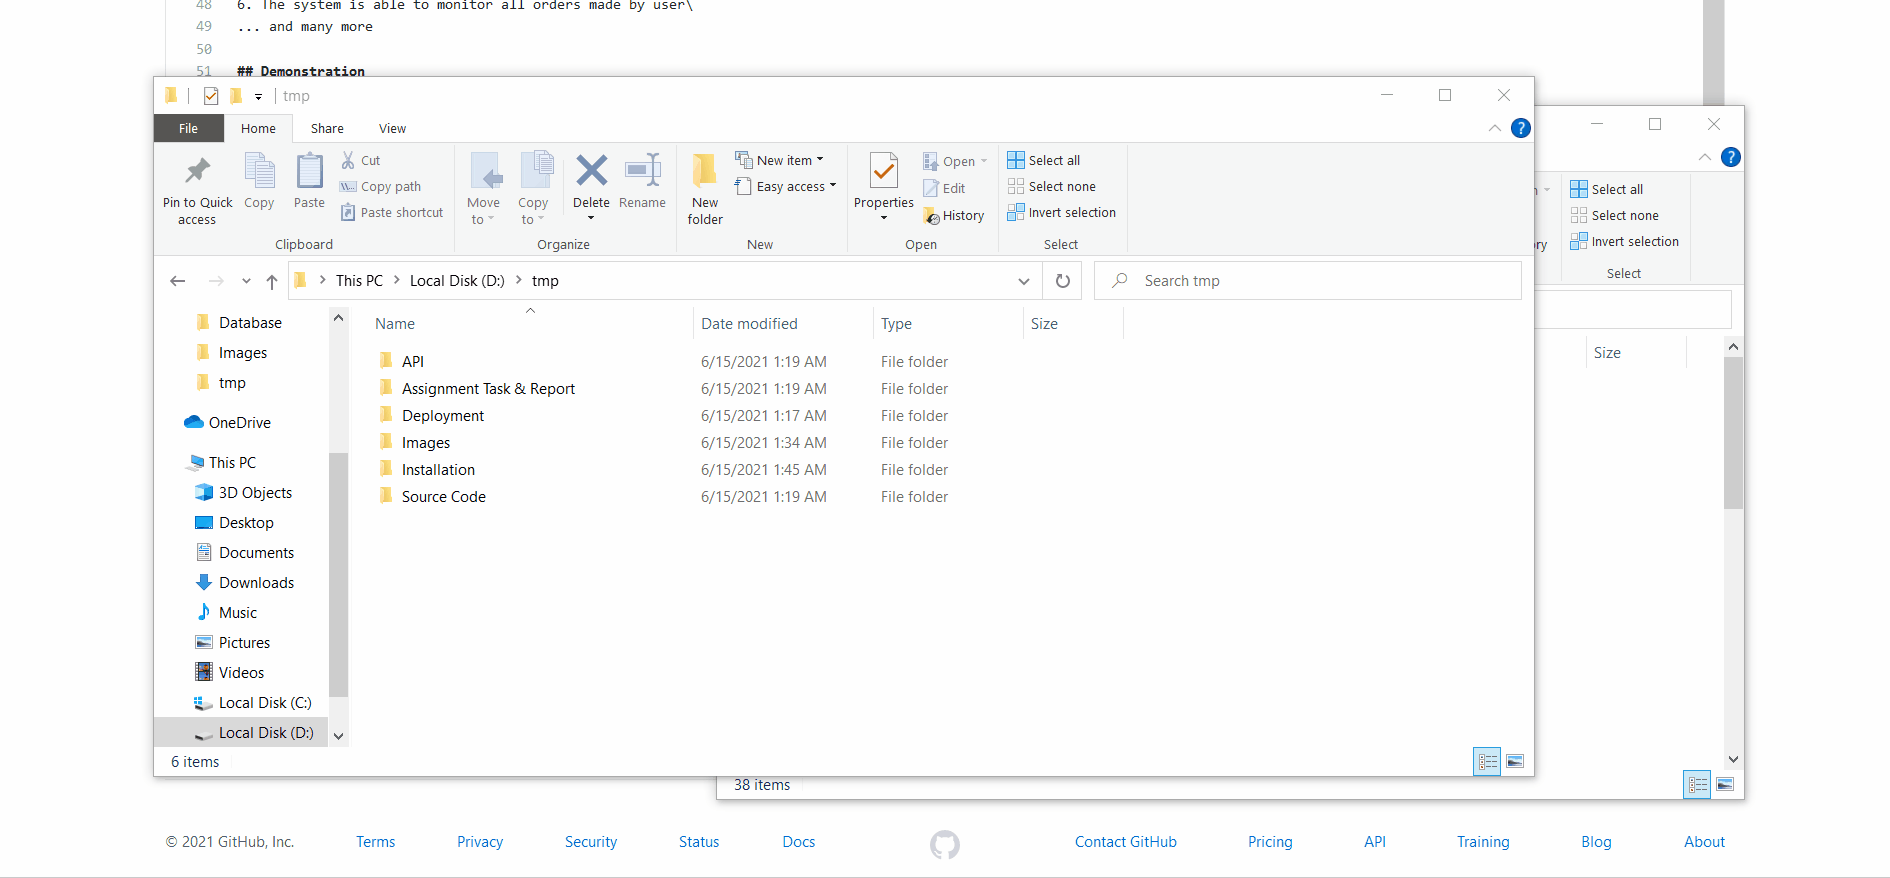 48 6. The system is able to monitor all orders made by user\
49 ... and many more
50
51 ## Demonstration
tmp
File Home Share View
Pin to Quick access
Copy
Paste
Cut
Copy path
Paste shortcut
Clipboard
Move to
Copy to
Delete
Rename
Organize
New folder
New item
Easy access
New
Properties
Open
Edit
History
Open
Select all
Select none
Invert selection
Select
Select all
Select none
ry Invert selection
Select
This PC > Local Disk (D:) > tmp
Search tmp
Database
Images
tmp
OneDrive
This PC
3D Objects
Desktop
Documents
Downloads
Music
Pictures
Videos
Local Disk (C:)
Local Disk (D:)
Name Date modified Type Size
API 6/15/2021 1:19 AM File folder
Assignment Task & Report 6/15/2021 1:19 AM File folder
Deployment 6/15/2021 1:17 AM File folder
Images 6/15/2021 1:34 AM File folder
Installation 6/15/2021 1:45 AM File folder
Source Code 6/15/2021 1:19 AM File folder
Size
6 items
38 items
© 2021 GitHub, Inc. Terms Privacy Security Status Docs Contact GitHub Pricing API Training Blog About